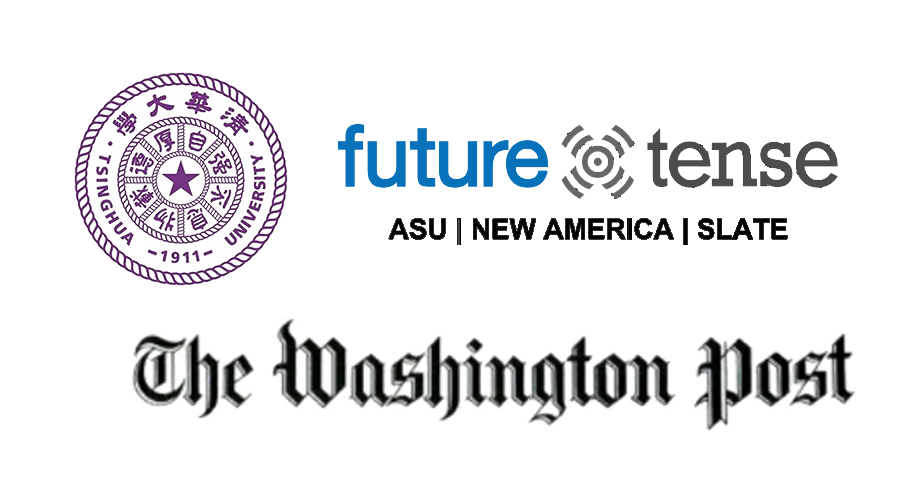 清華大學
自强不息
厚德載物
· TSINGHUA UNIVERSITY ·
–1911–
future tense
ASU | NEW AMERICA | SLATE
The Washington Post